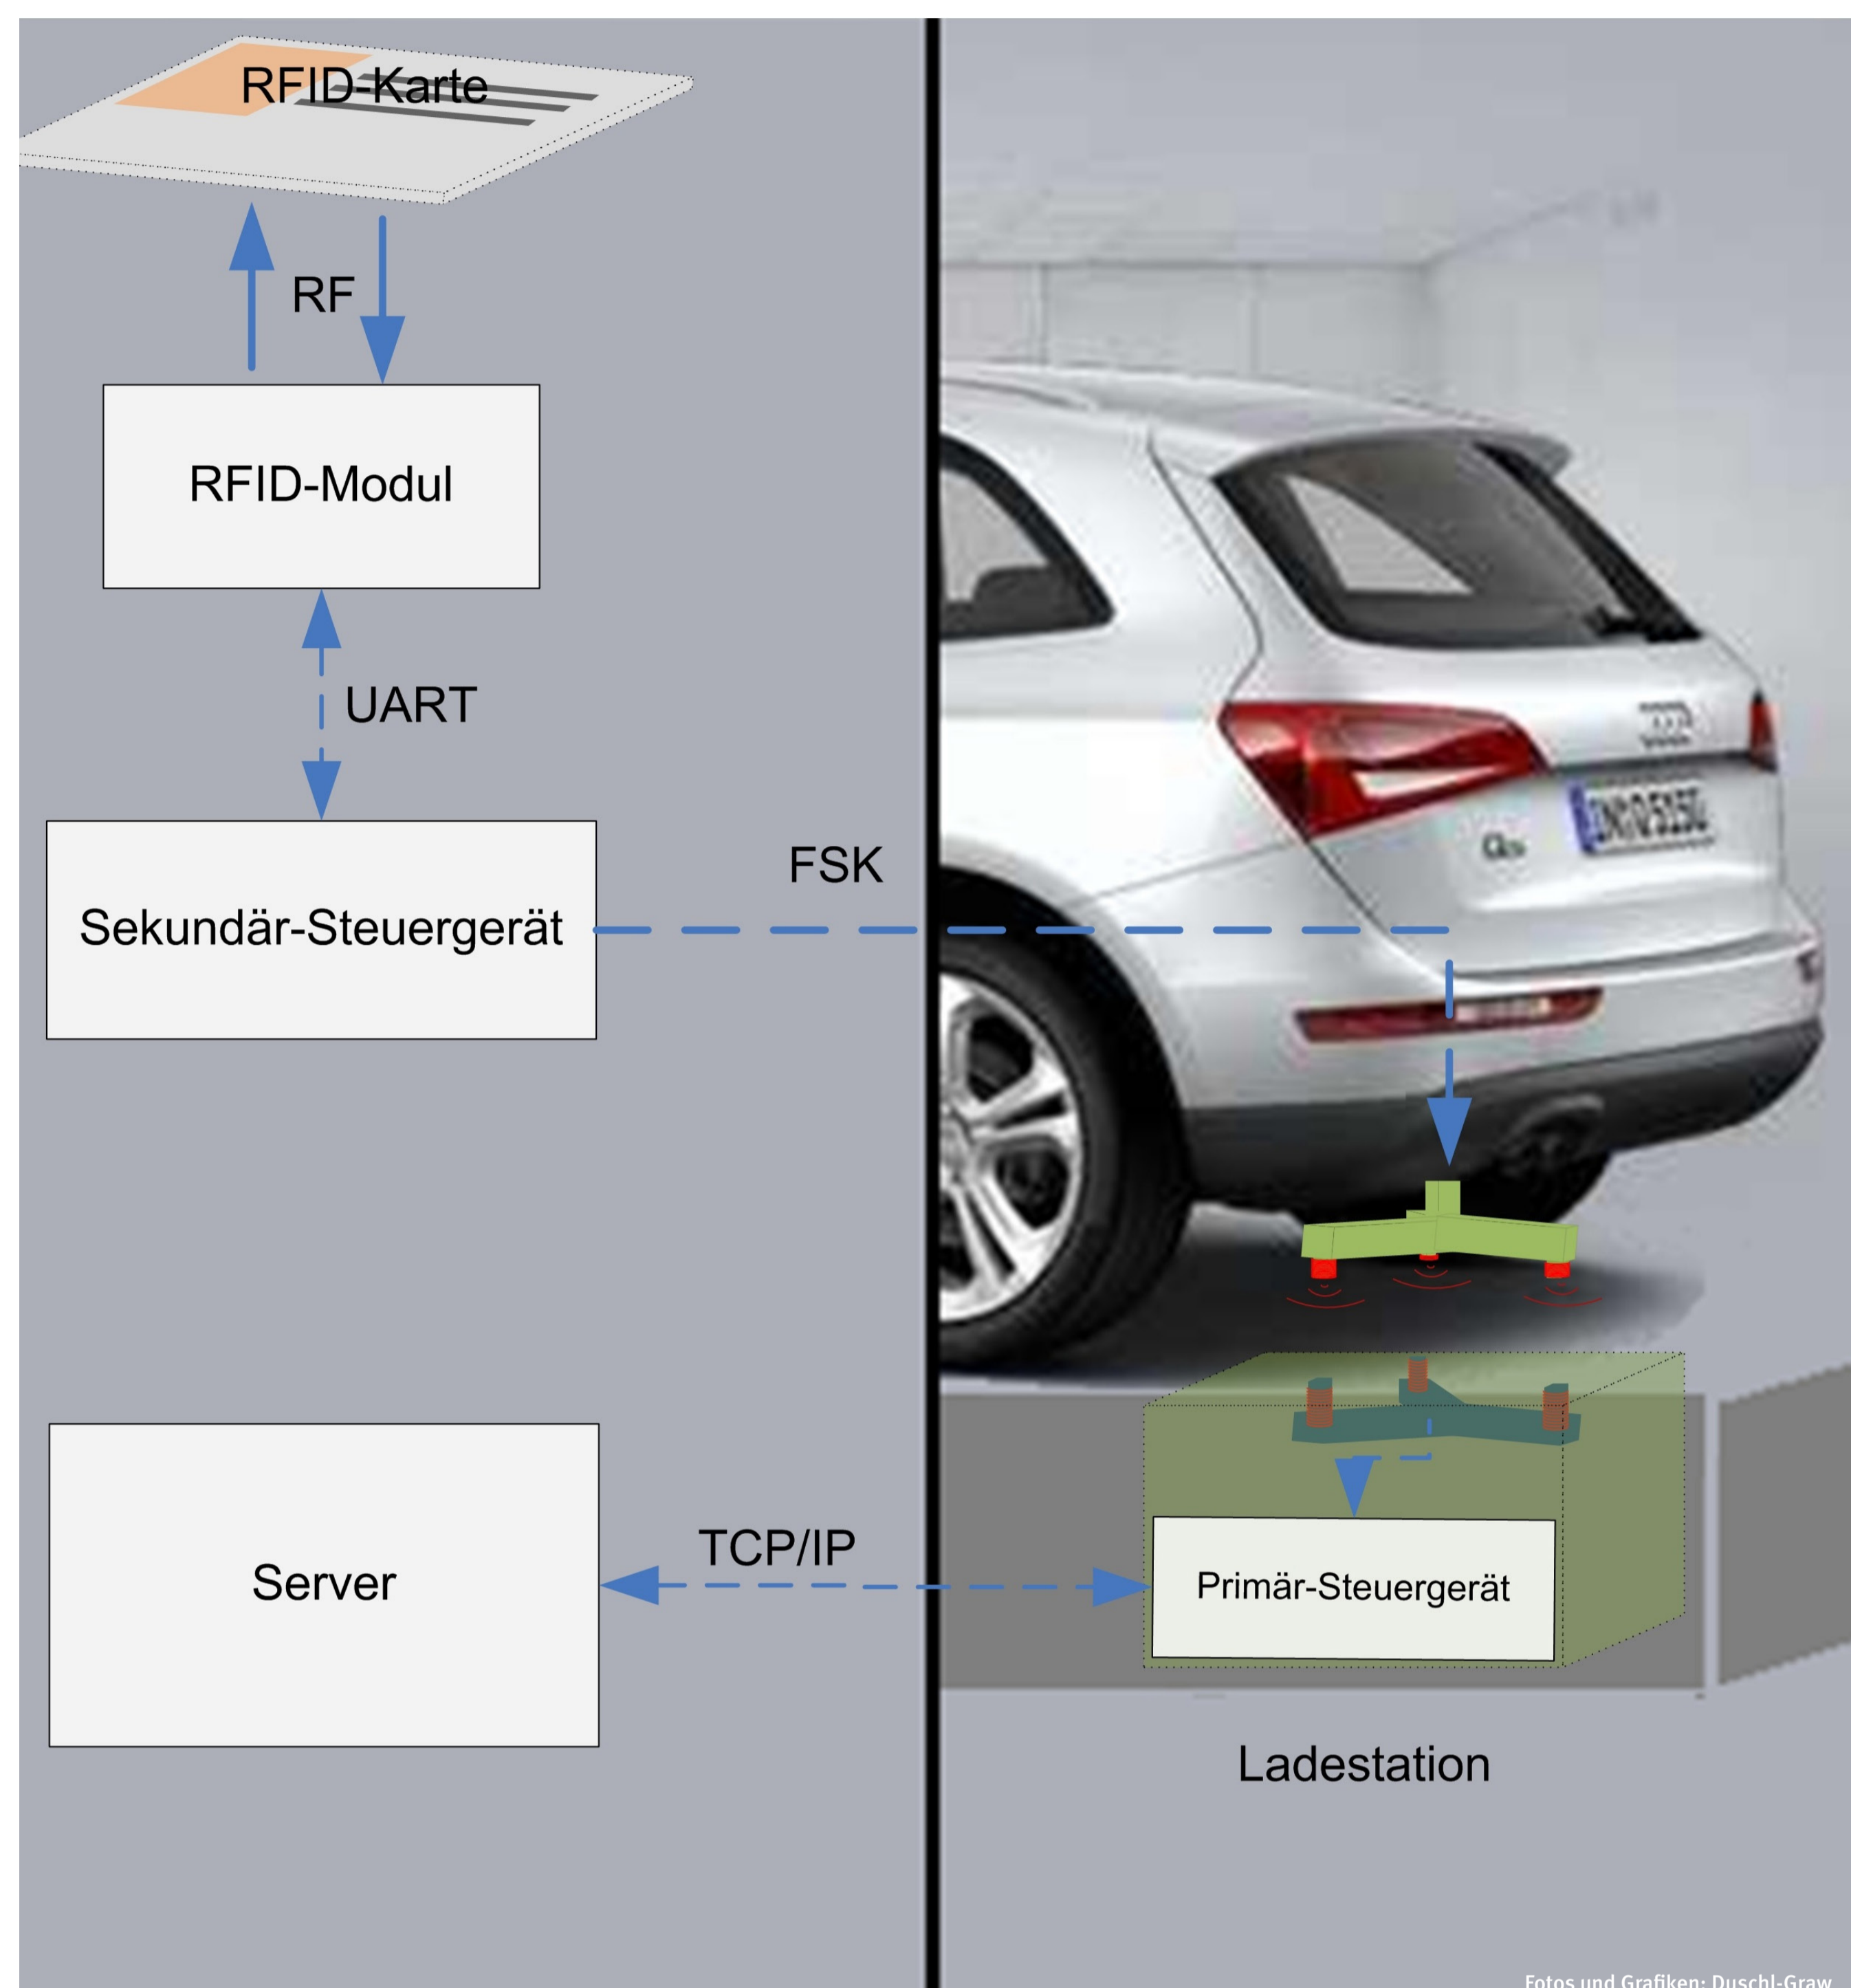 RFID-Karte
RF
RFID-Modul
UART
Sekundär-Steuergerät
FSK
Server
TCP/IP
Primär-Steuergerät
Ladestation
Fotos und Grafiken: Duschl-Graw